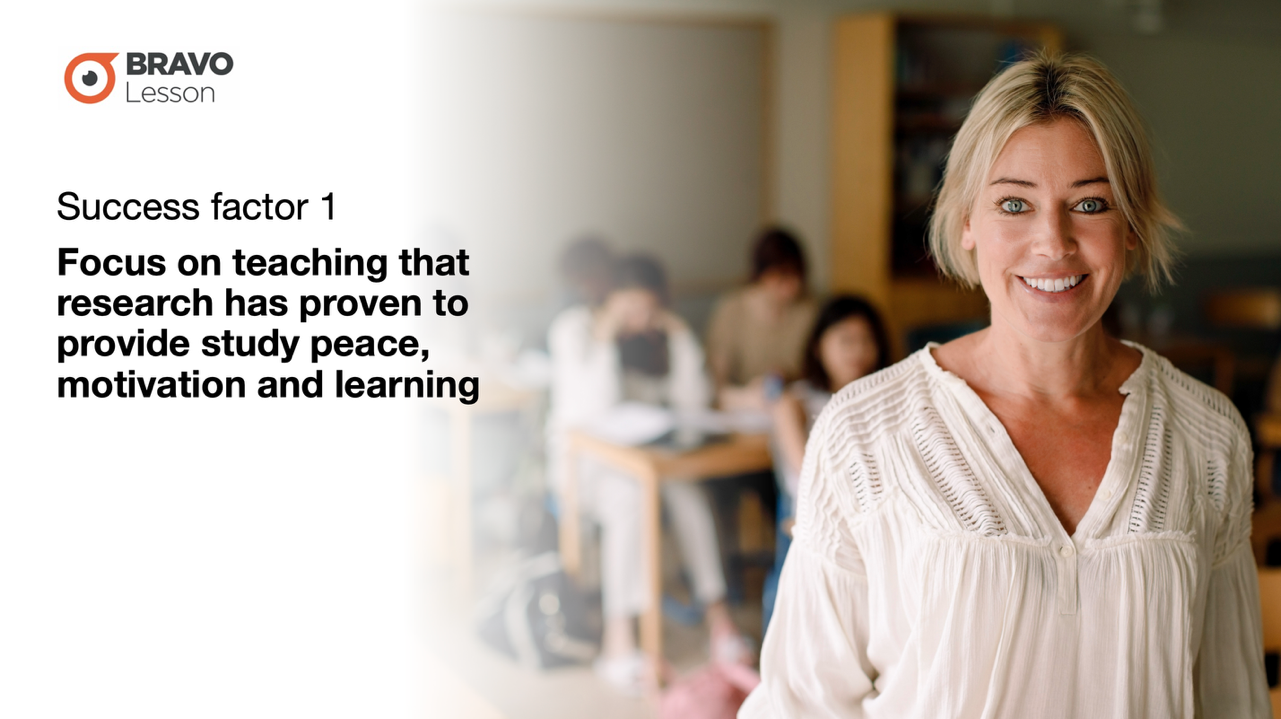 BRAVO
Lesson
Success factor 1
Focus on teaching that
research has proven to
provide study peace,
motivation and learning